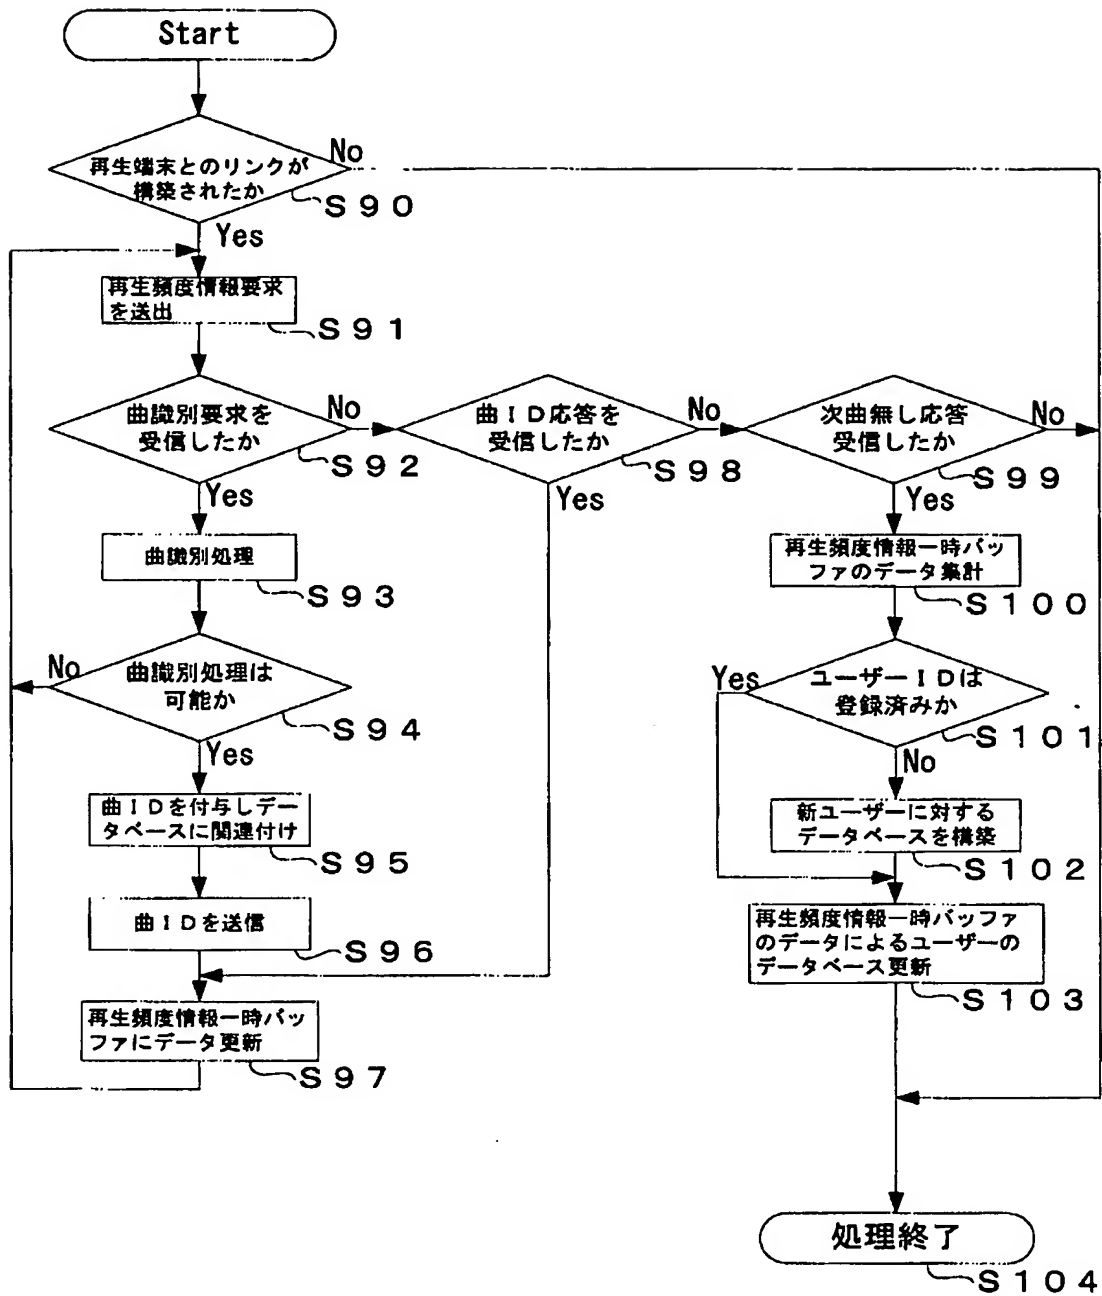 Start
再生端末とのリンクが
構築されたか
No
S90
Yes
再生頻度情報要求
を送出
S91
曲識別要求を
受信したか
No
S92
Yes
曲ID応答を
受信したか
No
S98
Yes
次曲無し応答
受信したか
No
S99
Yes
曲識別処理
S93
再生頻度情報一時バッ
ファのデータ集計
S100
No
曲識別処理は
可能か
S94
Yes
Yes
ユーザーIDは
登録済みか
S101
No
曲IDを付与しデー
タベースに関連付け
S95
新ユーザーに対する
データベースを構築
S102
曲IDを送信
S96
再生頻度情報一時バッファ
のデータによるユーザーの
データベース更新
S103
再生頻度情報一時バッ
ファにデータ更新
S97
処理終了
S104